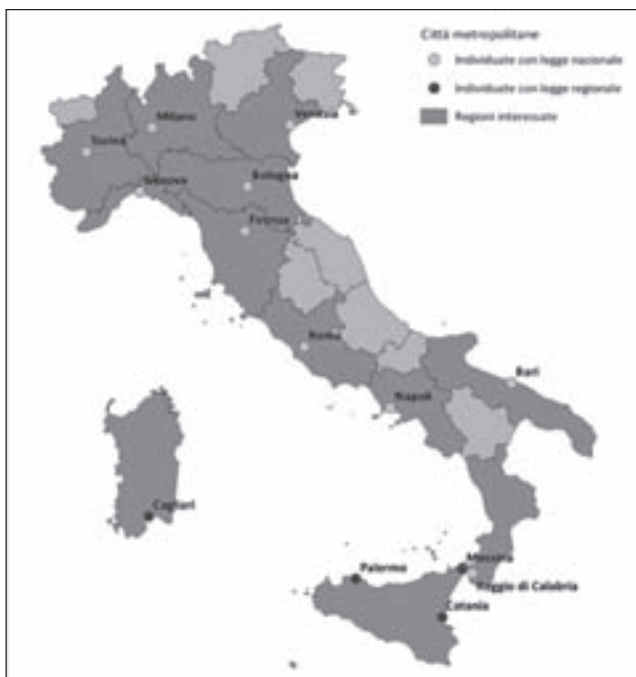 Città metropolitane
Individuate con legge nazionale
Individuate con legge regionale
Regioni interessate
Milano
Venezia
Torino
Genova
Bologna
Firenze
Roma
Bari
Napoli
Cagliari
Palermo
Messina
Reggio di Calabria
Catania